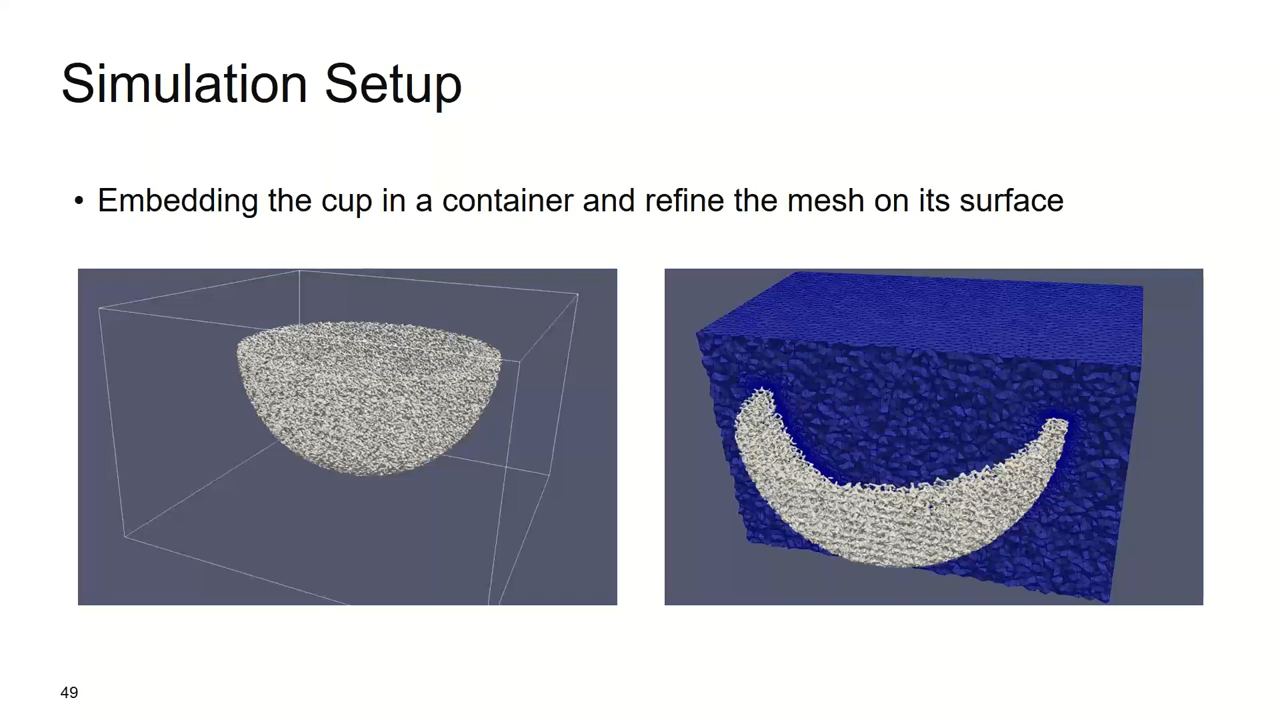 Simulation Setup
• Embedding the cup in a container and refine the mesh on its surface
49